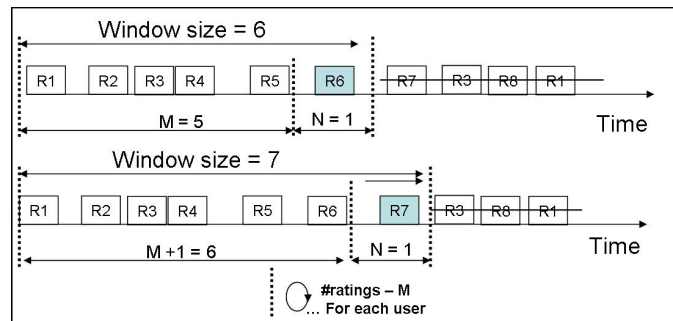 Window size = 6
R1 R2 R3 R4 R5 R6 R7 R3 R8 R1
M = 5 N = 1
Time
Window size = 7
R1 R2 R3 R4 R5 R6 R7 R3 R8 R1
M +1 = 6 N = 1
Time
#ratings – M
... For each user